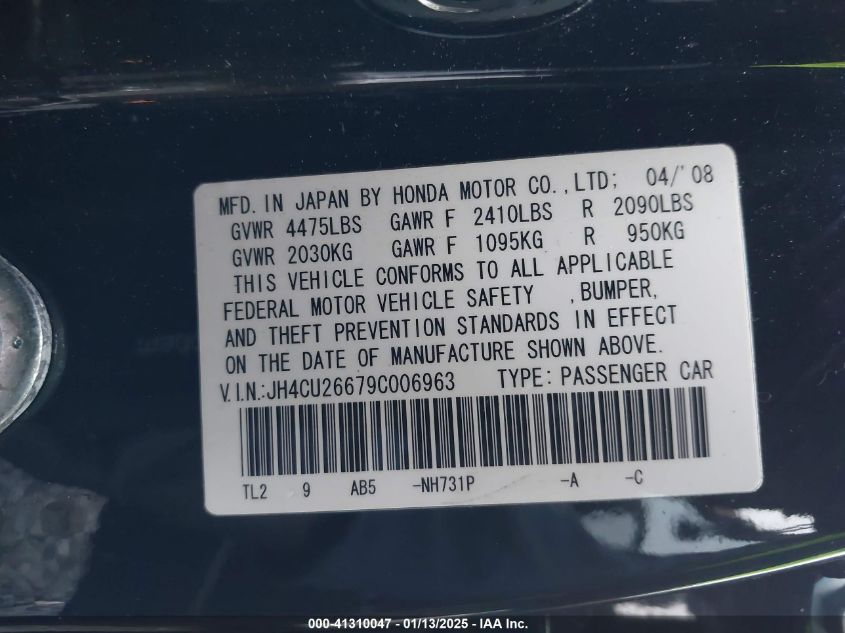 MFD. IN JAPAN BY HONDA MOTOR CO.,LTD; 04/'08
GVWR 4475LBS GAWR F 2410LBS R 2090LBS
GVWR 2030KG GAWR F 1095KG R 950KG
THIS VEHICLE CONFORMS TO ALL APPLICABLE
FEDERAL MOTOR VEHICLE SAFETY ,BUMPER,
AND THEFT PREVENTION STANDARDS IN EFFECT
ON THE DATE OF MANUFACTURE SHOWN ABOVE.
V.I.N.:JH4CU26679C006963 TYPE: PASSENGER CAR
TL2 9 AB5 -NH731P -A -C
000-41310047 - 01/13/2025 - IAA Inc.